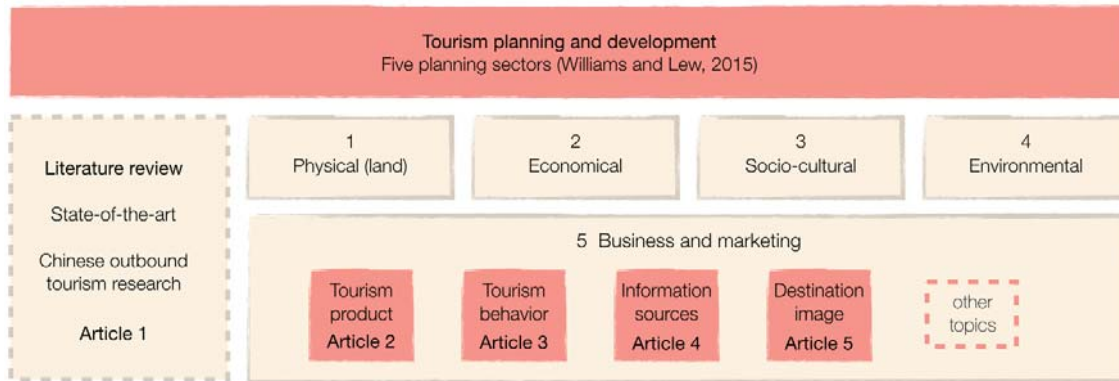 Tourism planning and development
Five planning sectors (Williams and Lew, 2015)
Literature review
State-of-the-art
Chinese outbound
tourism research
Article 1
1
Physical (land)
2
Economical
3
Socio-cultural
4
Environmental
5 Business and marketing
Tourism
product
Article 2
Tourism
behavior
Article 3
Information
sources
Article 4
Destination
image
Article 5
other
topics